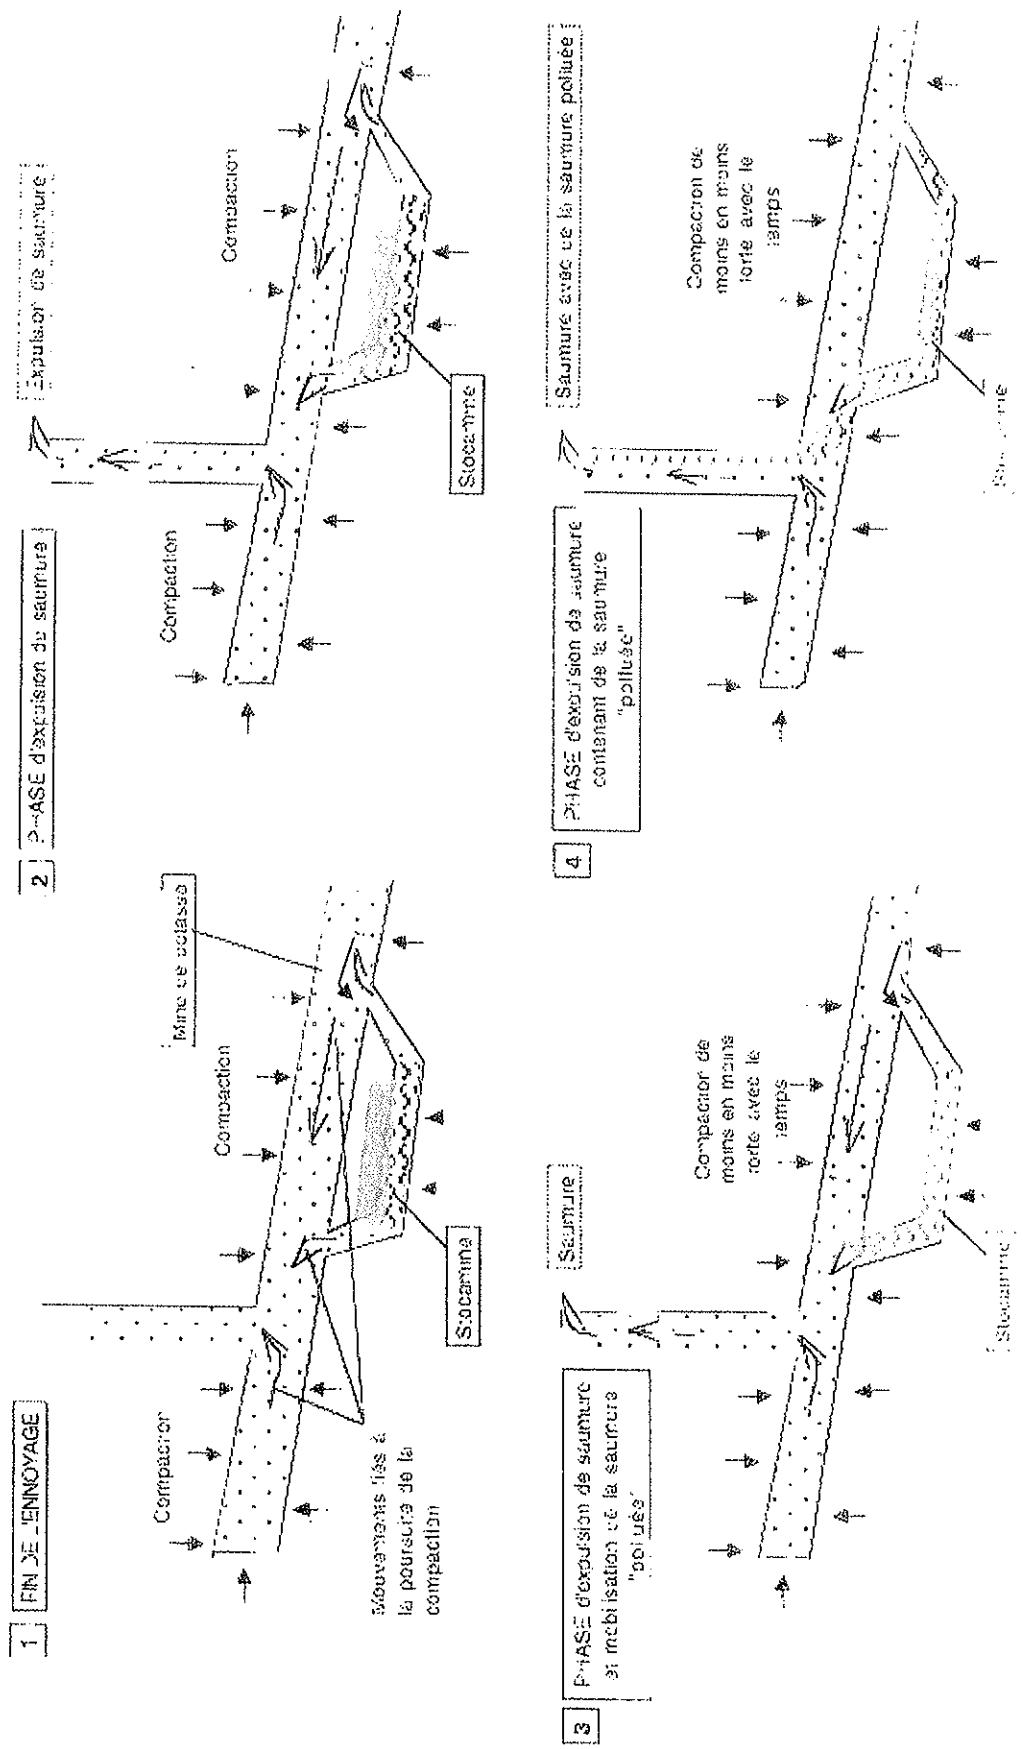 1
FIN DE L'ENNOYAGE
Compaction
Compaction
Mine de potasse
Mouvements liés à
la poursuite de la
compaction
Stocamine
2
PHASE d'expulsion de saumure
Expulsion de saumure
Compaction
Compaction
Stocamine
3
PHASE d'expulsion de saumure
et mobilisation de la saumure
"polluée"
Saumure
Compaction de
moins en moins
forte avec le
temps
Stocamine
4
PHASE d'expulsion de saumure
contenant de la saumure
"polluée"
Saumure avec de la saumure polluée
Compaction de
moins en moins
forte avec le
temps